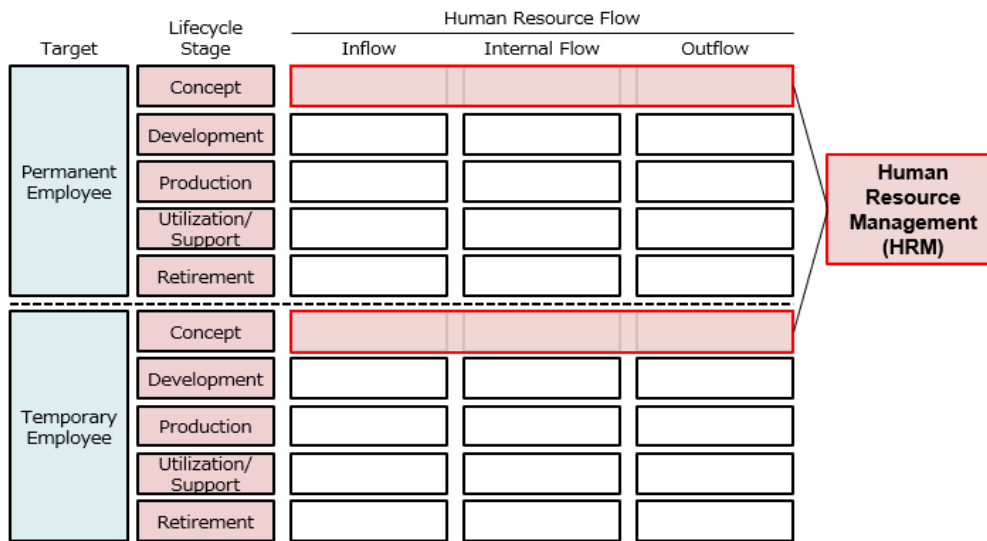 Human Resource Flow
Target
Lifecycle
Stage
Inflow
Internal Flow
Outflow
Permanent
Employee
Concept
Development
Production
Utilization/
Support
Retirement
Human
Resource
Management
(HRM)
Temporary
Employee
Concept
Development
Production
Utilization/
Support
Retirement